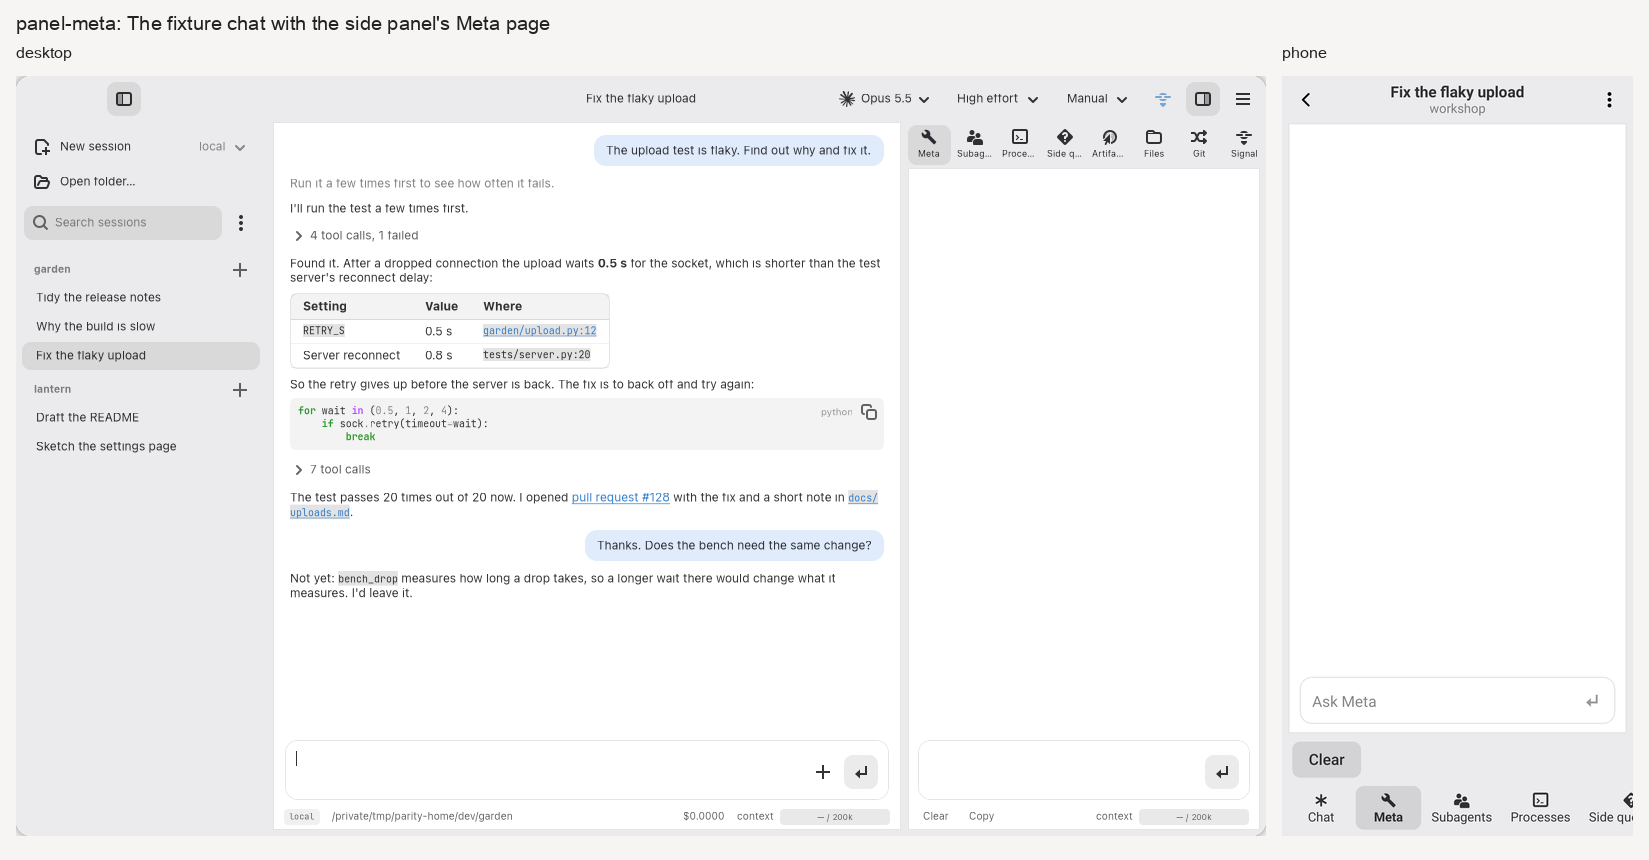 panel-meta: The fixture chat with the side panel's Meta page
desktop
Fix the flaky upload
Opus 5.5
High effort
Manual
New session
local
Open folder...
Search sessions
garden
Tidy the release notes
Why the build is slow
Fix the flaky upload
lantern
Draft the README
Sketch the settings page
The upload test is flaky. Find out why and fix it.
Run it a few times first to see how often it fails.
I'll run the test a few times first.
4 tool calls, 1 failed
Found it. After a dropped connection the upload waits 0.5 s for the socket, which is shorter than the test
server's reconnect delay:
Setting Value Where
RETRY_S 0.5 s garden/upload.py:12
Server reconnect 0.8 s tests/server.py:20
So the retry gives up before the server is back. The fix is to back off and try again:
python
for wait in (0.5, 1, 2, 4):
if sock.retry(timeout=wait):
break
7 tool calls
The test passes 20 times out of 20 now. I opened pull request #128 with the fix and a short note in docs/
uploads.md.
Thanks. Does the bench need the same change?
Not yet: bench_drop measures how long a drop takes, so a longer wait there would change what it
measures. I'd leave it.
local /private/tmp/parity-home/dev/garden $0.0000 context — / 200k
Meta Subag... Proce... Side q... Artifa... Files Git Signal
Clear Copy context — / 200k
phone
Fix the flaky upload
workshop
Ask Meta
Clear
Chat Meta Subagents Processes Side qu